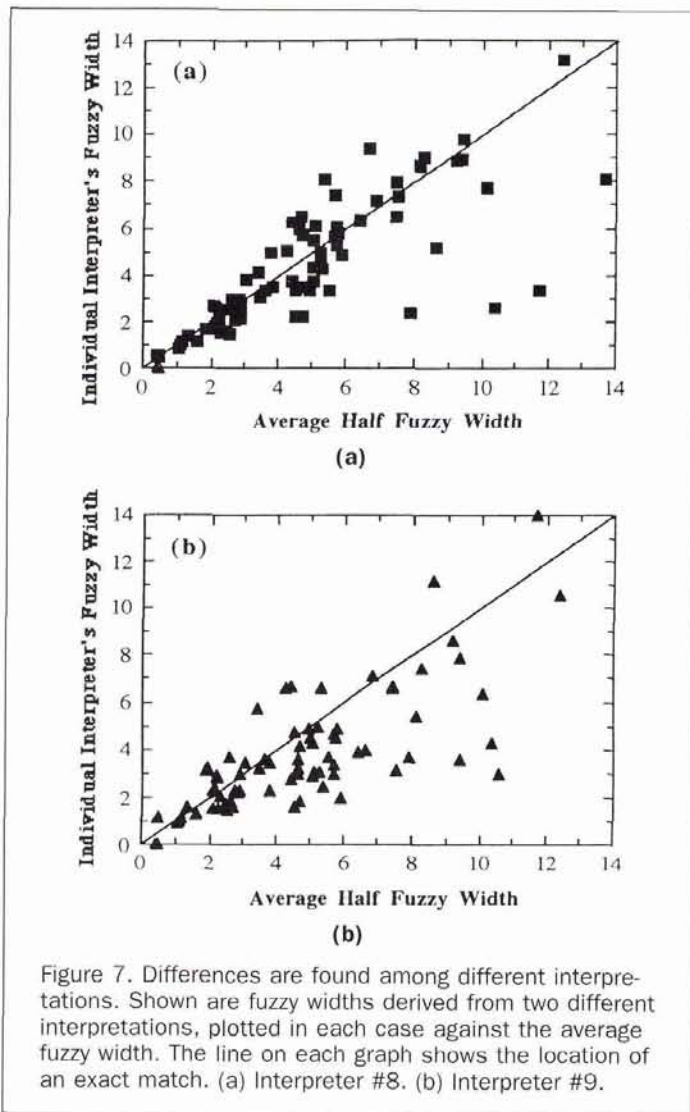 14
12
10
8
6
4
2
0
(a)
Individual Interpreter's Fuzzy Width
0 2 4 6 8 10 12 14
Average Half Fuzzy Width
(a)
14
12
10
8
6
4
2
0
(b)
Individual Interpreter's Fuzzy Width
0 2 4 6 8 10 12 14
Average Half Fuzzy Width
(b)
Figure 7. Differences are found among different interpre-
tations. Shown are fuzzy widths derived from two different
interpretations, plotted in each case against the average
fuzzy width. The line on each graph shows the location of
an exact match. (a) Interpreter #8. (b) Interpreter #9.